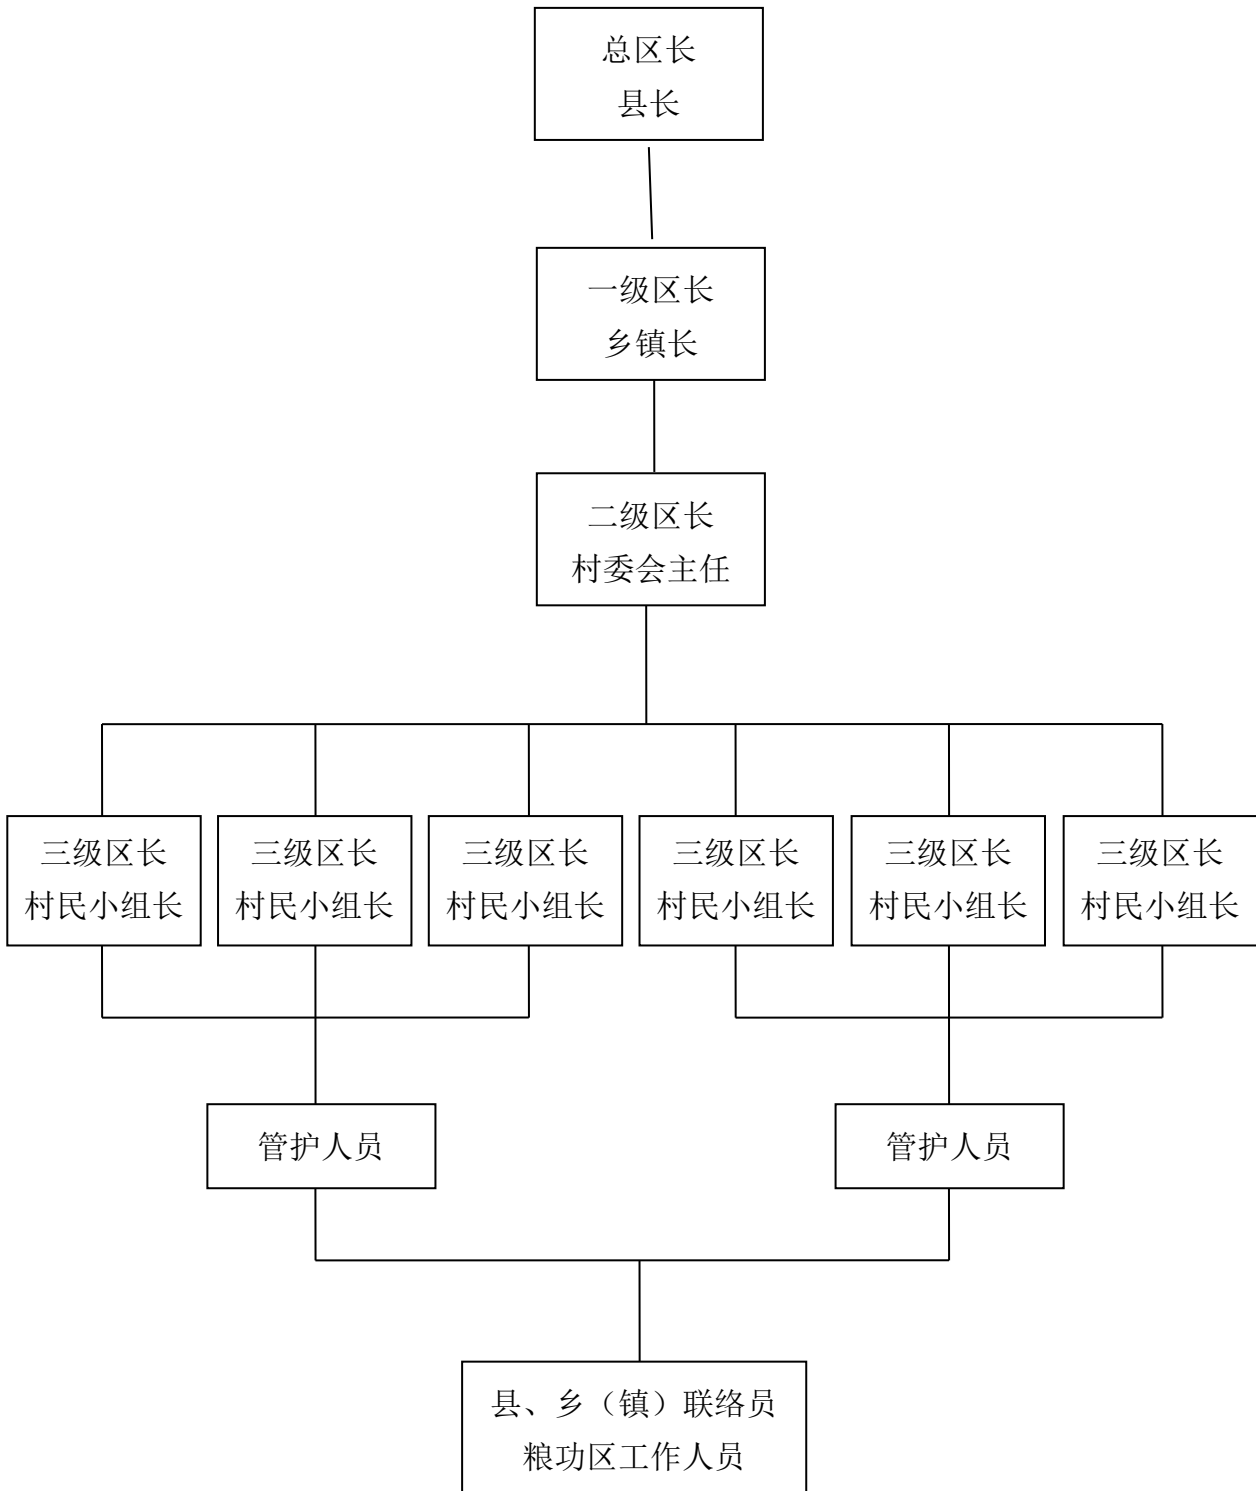 总区长
县长
一级区长
乡镇长
二级区长
村委会主任
三级区长
村民小组长
三级区长
村民小组长
三级区长
村民小组长
三级区长
村民小组长
三级区长
村民小组长
三级区长
村民小组长
管护人员
管护人员
县、乡（镇）联络员
粮功区工作人员